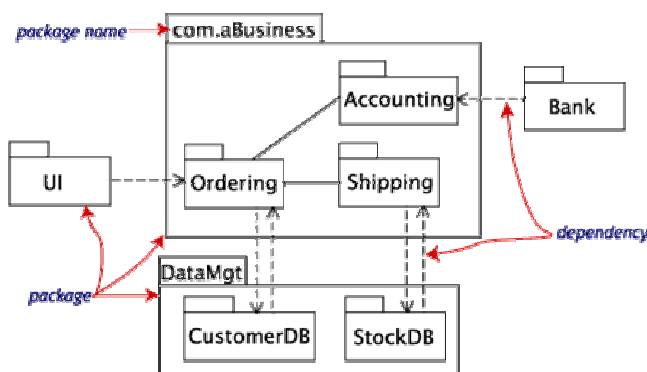 package name
com.aBusiness
Accounting
Bank
UI
Ordering
Shipping
dependency
DataMgt
package
CustomerDB
StockDB